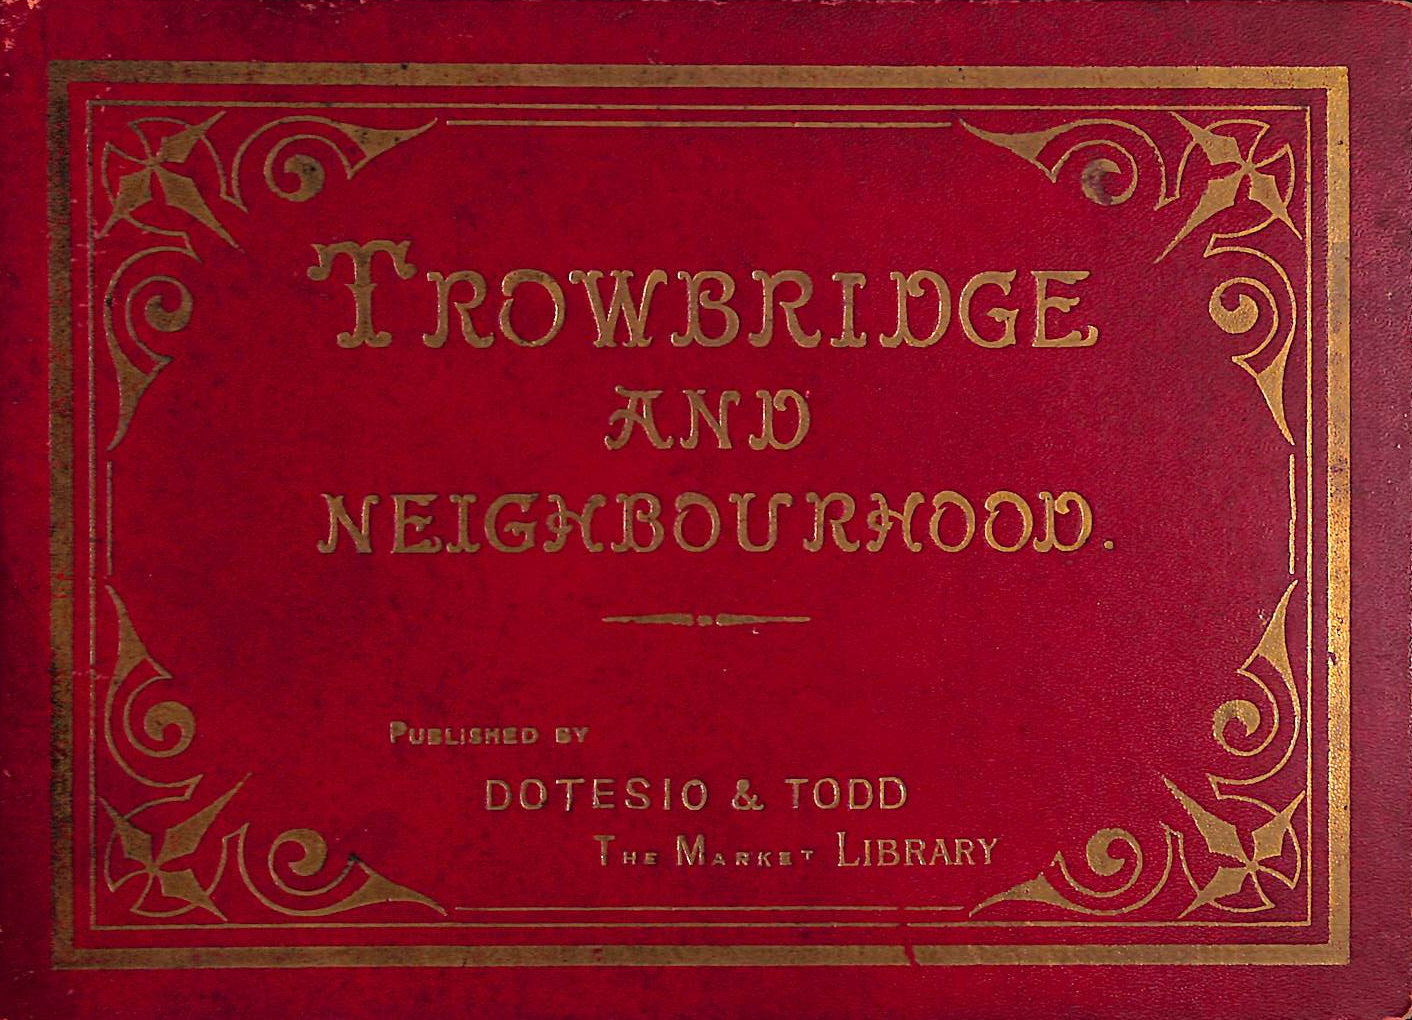 TROWBRIDGE
AND
NEIGHBOURHOOD.
PUBLISHED BY
DOTESIO & TODD
THE MARKET LIBRARY